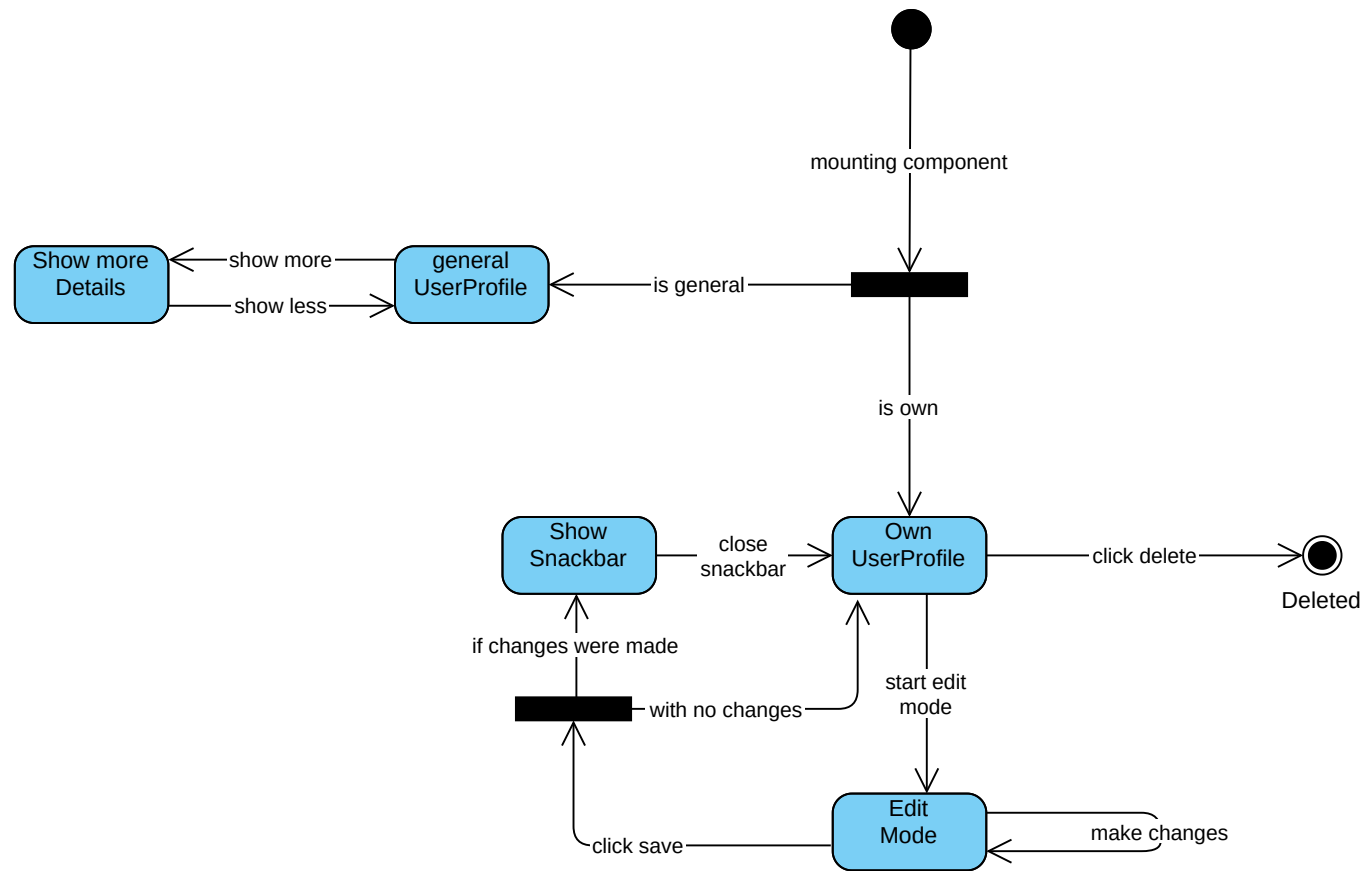 mounting component
Show more
Details
show more
show less
general
UserProfile
is general
is own
Show
Snackbar
close
snackbar
Own
UserProfile
click delete
Deleted
if changes were made
with no changes
start edit
mode
Edit
Mode
make changes
click save